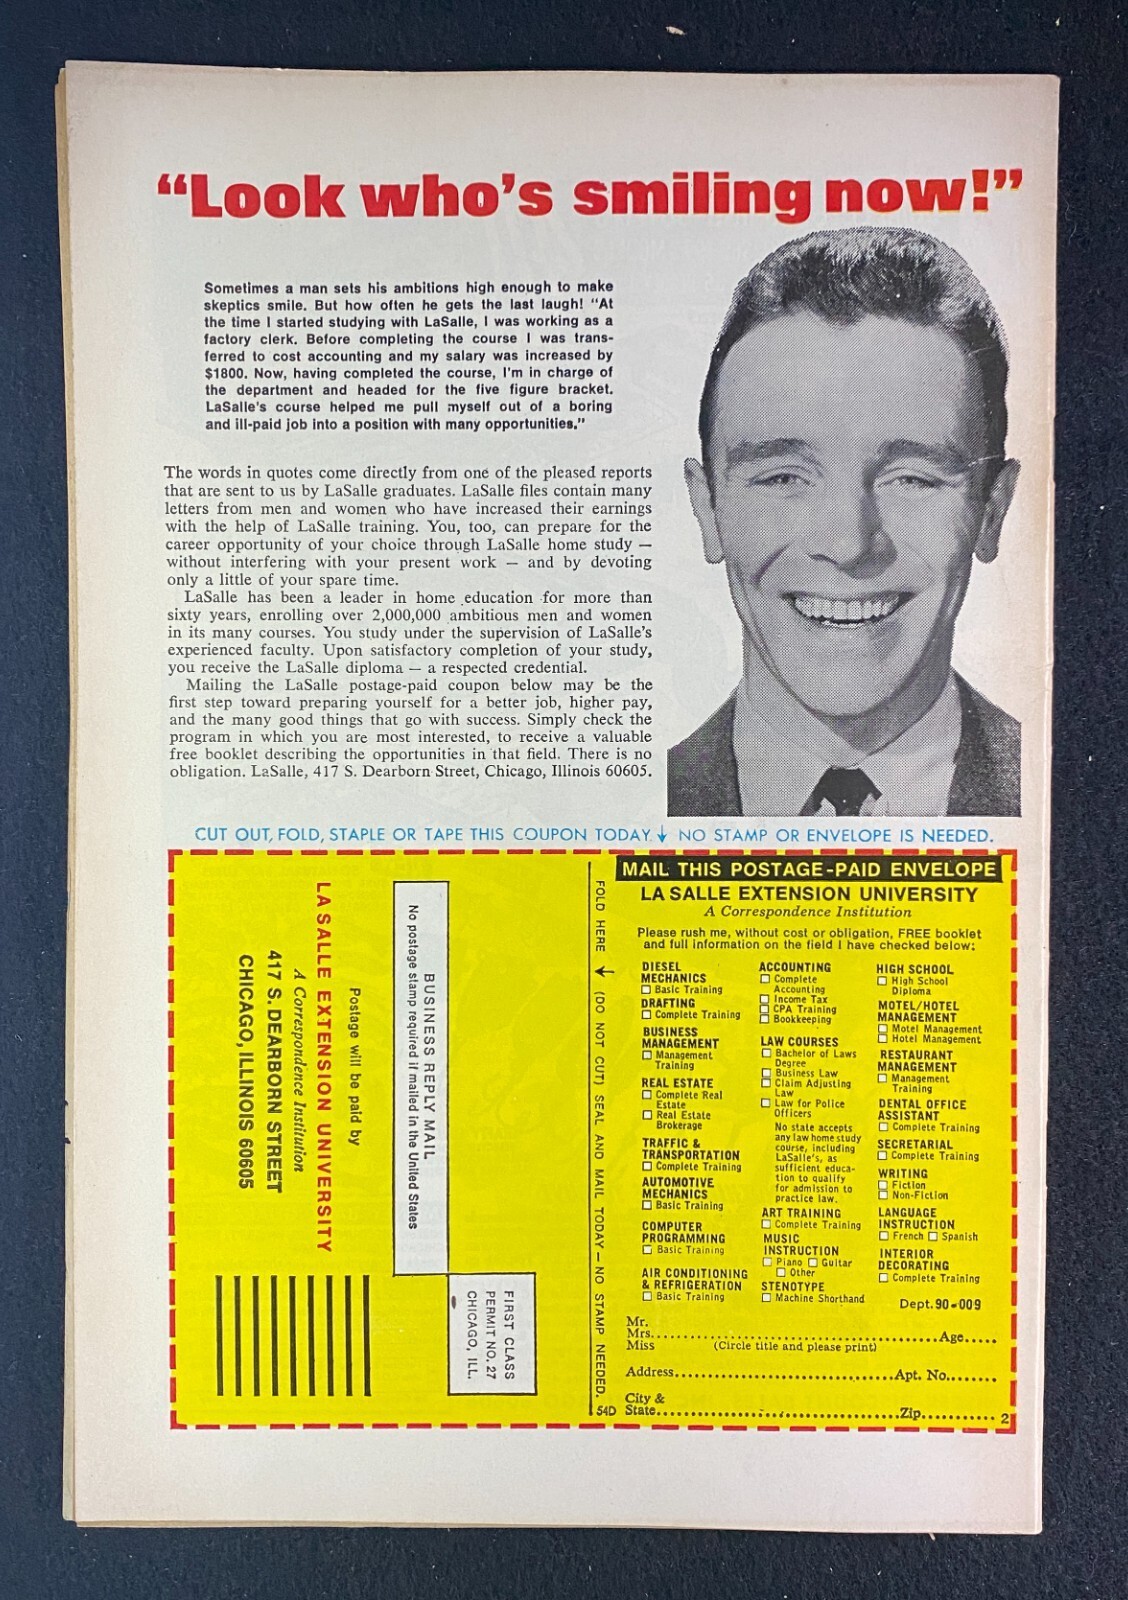 “Look who’s smiling now!”
Sometimes a man sets his ambitions high enough to make
skeptics smile. But how often he gets the last laugh! “At
the time I started studying with LaSalle, I was working as a
factory clerk. Before completing the course I was trans-
ferred to cost accounting and my salary was increased by
$1800. Now, having completed the course, I’m in charge of
the department and headed for the five figure bracket.
LaSalle’s course helped me pull myself out of a boring
and ill-paid job into a position with many opportunities.”
The words in quotes come directly from one of the pleased reports
that are sent to us by LaSalle graduates. LaSalle files contain many
letters from men and women who have increased their earnings
with the help of LaSalle training. You, too, can prepare for the
career opportunity of your choice through LaSalle home study —
without interfering with your present work — and by devoting
only a little of your spare time.
LaSalle has been a leader in home education for more than
sixty years, enrolling over 2,000,000 ambitious men and women
in its many courses. You study under the supervision of LaSalle’s
experienced faculty. Upon satisfactory completion of your study,
you receive the LaSalle diploma — a respected credential.
Mailing the LaSalle postage-paid coupon below may be the
first step toward preparing yourself for a better job, higher pay,
and the many good things that go with success. Simply check the
program in which you are most interested, to receive a valuable
free booklet describing the opportunities in that field. There is no
obligation. LaSalle, 417 S. Dearborn Street, Chicago, Illinois 60605.
CUT OUT, FOLD, STAPLE OR TAPE THIS COUPON TODAY. ↓ NO STAMP OR ENVELOPE IS NEEDED.
FIRST CLASS
PERMIT NO. 27
CHICAGO, ILL.
BUSINESS REPLY MAIL
No postage stamp required if mailed in the United States
Postage will be paid by
LA SALLE EXTENSION UNIVERSITY
A Correspondence Institution
417 S. DEARBORN STREET
CHICAGO, ILLINOIS 60605
FOLD HERE ↓ (DO NOT CUT) SEAL AND MAIL TODAY — NO STAMP NEEDED.
54D
MAIL THIS POSTAGE-PAID ENVELOPE
LA SALLE EXTENSION UNIVERSITY
A Correspondence Institution
Please rush me, without cost or obligation, FREE booklet
and full information on the field I have checked below:
DIESEL
MECHANICS
☐ Basic Training
DRAFTING
☐ Complete Training
BUSINESS
MANAGEMENT
☐ Management
Training
REAL ESTATE
☐ Complete Real
Estate
☐ Real Estate
Brokerage
TRAFFIC &
TRANSPORTATION
☐ Complete Training
AUTOMOTIVE
MECHANICS
☐ Basic Training
COMPUTER
PROGRAMMING
☐ Basic Training
AIR CONDITIONING
& REFRIGERATION
☐ Basic Training
ACCOUNTING
☐ Complete
Accounting
☐ Income Tax
☐ CPA Training
☐ Bookkeeping
LAW COURSES
☐ Bachelor of Laws
Degree
☐ Business Law
☐ Claim Adjusting
Law
☐ Law for Police
Officers
No state accepts
any law home study
course, including
LaSalle’s, as
sufficient educa-
tion to qualify
for admission to
practice law.
ART TRAINING
☐ Complete Training
MUSIC
INSTRUCTION
☐ Piano ☐ Guitar
☐ Other
STENOTYPE
☐ Machine Shorthand
HIGH SCHOOL
☐ High School
Diploma
MOTEL/HOTEL
MANAGEMENT
☐ Motel Management
☐ Hotel Management
RESTAURANT
MANAGEMENT
☐ Management
Training
DENTAL OFFICE
ASSISTANT
☐ Complete Training
SECRETARIAL
☐ Complete Training
WRITING
☐ Fiction
☐ Non-Fiction
LANGUAGE
INSTRUCTION
☐ French ☐ Spanish
INTERIOR
DECORATING
☐ Complete Training
Dept. 90-009
Mr.
Mrs. Age
Miss (Circle title and please print)
Address Apt. No.
City &
State Zip 2